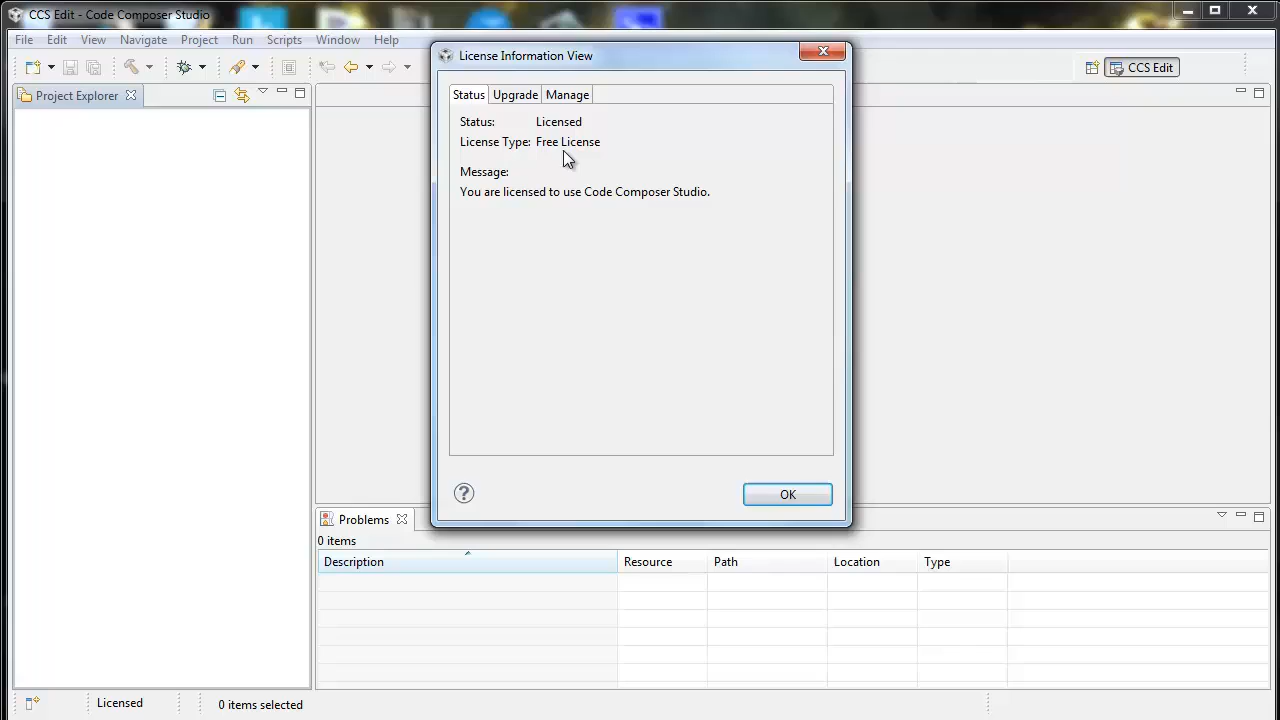 CCS Edit - Code Composer Studio
File Edit View Navigate Project Run Scripts Window Help
CCS Edit
Project Explorer
License Information View
Status Upgrade Manage
Status: Licensed
License Type: Free License
Message:
You are licensed to use Code Composer Studio.
?
OK
Problems
0 items
Description Resource Path Location Type
Licensed 0 items selected